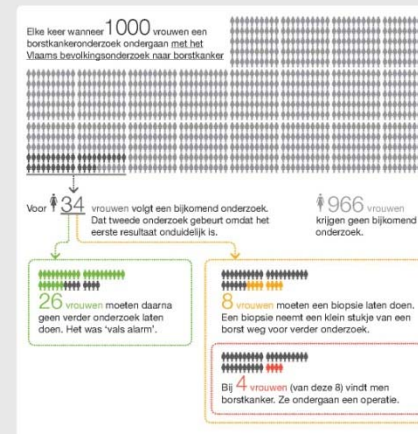 Elke keer wanneer 1000 vrouwen een
borstkankeronderzoek ondergaan met het
Vlaams bevolkingsonderzoek naar borstkanker
Voor 34 vrouwen volgt een bijkomend onderzoek.
Dat tweede onderzoek gebeurt omdat het
eerste resultaat onduidelijk is.
966 vrouwen
krijgen geen bijkomend
onderzoek.
26 vrouwen moeten daarna
geen verder onderzoek laten
doen. Het was ‘vals alarm’.
8 vrouwen moeten een biopsie laten doen.
Een biopsie neemt een klein stukje van een
borst weg voor verder onderzoek.
Bij 4 vrouwen (van deze 8) vindt men
borstkanker. Ze ondergaan een operatie.